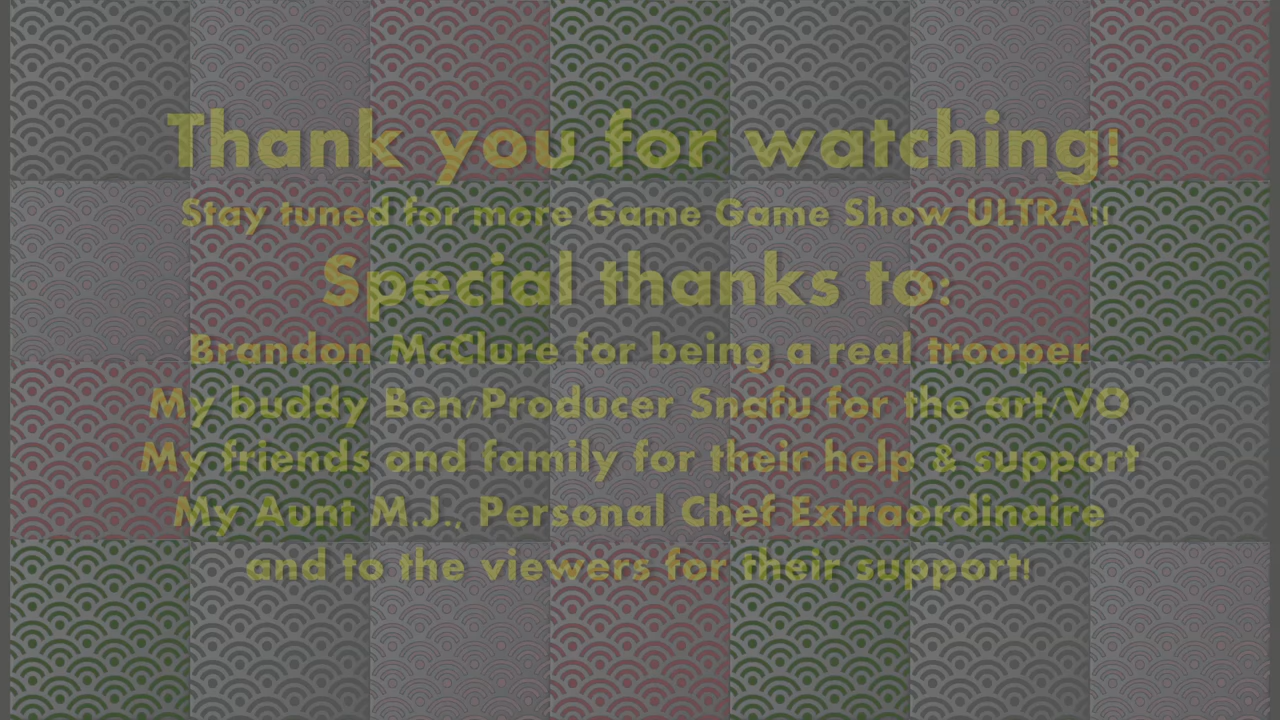 Thank you for watching!
Stay tuned for more Game Game Show ULTRA!!
Special thanks to:
Brandon McClure for being a real trooper
My buddy Ben/Producer Snafu for the art/VO
My friends and family for their help & support
My Aunt M.J., Personal Chef Extraordinaire
and to the viewers for their support!